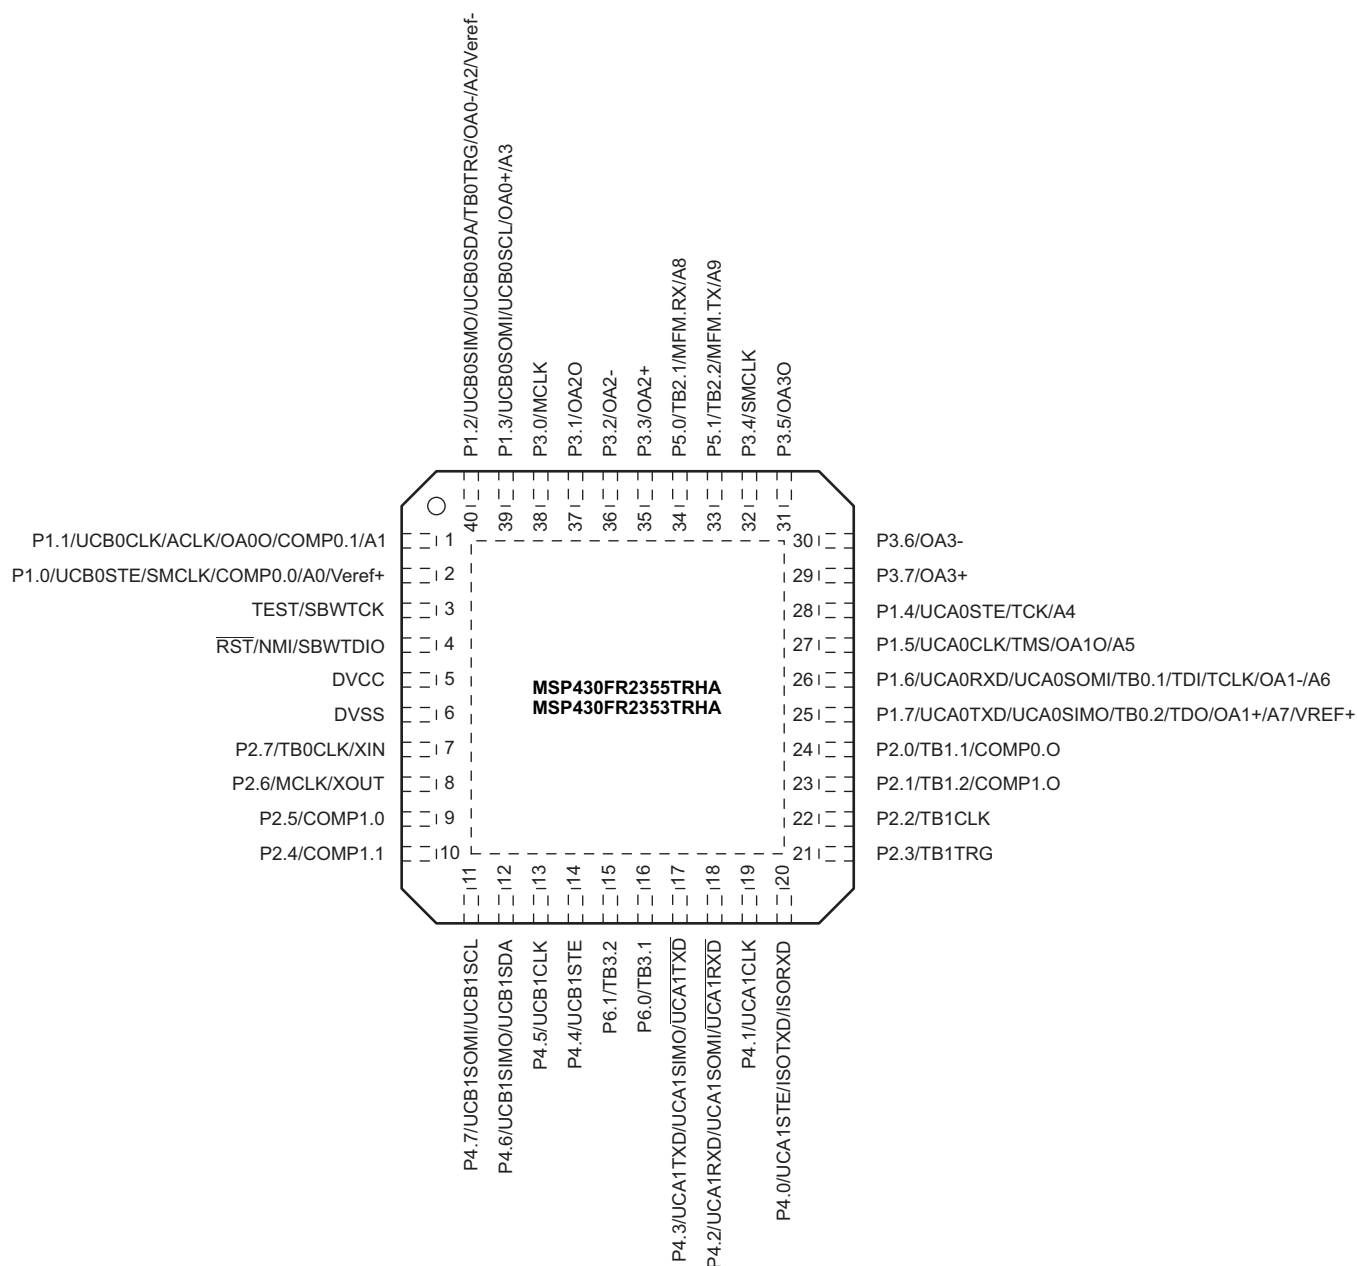 P1.2/UCB0SIMO/UCB0SDA/TB0TRG/OA0-/A2/Veref-
P1.3/UCB0SOMI/UCB0SCL/OA0+/A3
P3.0/MCLK
P3.1/OA2O
P3.2/OA2-
P3.3/OA2+
P5.0/TB2.1/MFM.RX/A8
P5.1/TB2.2/MFM.TX/A9
P3.4/SMCLK
P3.5/OA3O
40
39
38
37
36
35
34
33
32
31
P1.1/UCB0CLK/ACLK/OA0O/COMP0.1/A1 1
P1.0/UCB0STE/SMCLK/COMP0.0/A0/Veref+ 2
TEST/SBWTCK 3
RST/NMI/SBWTDIO 4
DVCC 5
DVSS 6
P2.7/TB0CLK/XIN 7
P2.6/MCLK/XOUT 8
P2.5/COMP1.0 9
P2.4/COMP1.1 10
MSP430FR2355TRHA
MSP430FR2353TRHA
30 P3.6/OA3-
29 P3.7/OA3+
28 P1.4/UCA0STE/TCK/A4
27 P1.5/UCA0CLK/TMS/OA1O/A5
26 P1.6/UCA0RXD/UCA0SOMI/TB0.1/TDI/TCLK/OA1-/A6
25 P1.7/UCA0TXD/UCA0SIMO/TB0.2/TDO/OA1+/A7/VREF+
24 P2.0/TB1.1/COMP0.O
23 P2.1/TB1.2/COMP1.O
22 P2.2/TB1CLK
21 P2.3/TB1TRG
11
12
13
14
15
16
17
18
19
20
P4.7/UCB1SOMI/UCB1SCL
P4.6/UCB1SIMO/UCB1SDA
P4.5/UCB1CLK
P4.4/UCB1STE
P6.1/TB3.2
P6.0/TB3.1
P4.3/UCA1TXD/UCA1SIMO/UCA1TXD
P4.2/UCA1RXD/UCA1SOMI/UCA1RXD
P4.1/UCA1CLK
P4.0/UCA1STE/ISOTXD/ISORXD